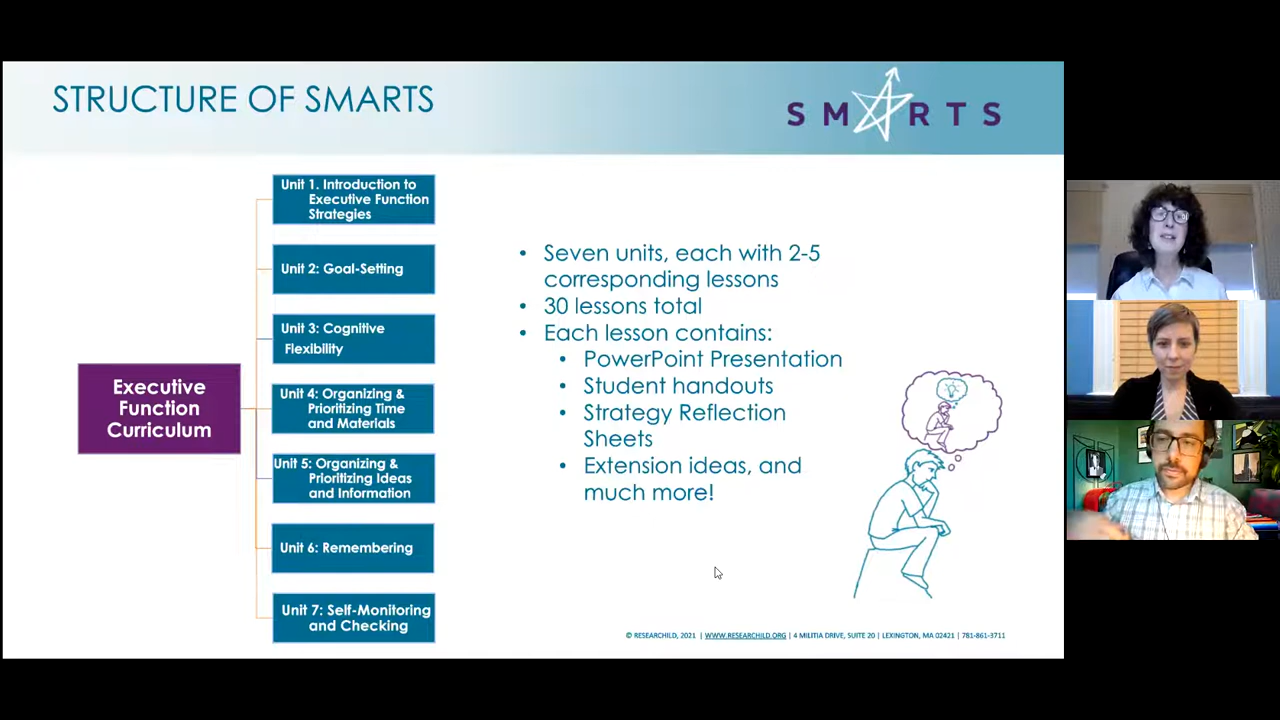 STRUCTURE OF SMARTS
SMARTS
Executive
Function
Curriculum
Unit 1. Introduction to
Executive Function
Strategies
Unit 2: Goal-Setting
Unit 3: Cognitive
Flexibility
Unit 4: Organizing &
Prioritizing Time
and Materials
Unit 5: Organizing &
Prioritizing Ideas
and Information
Unit 6: Remembering
Unit 7: Self-Monitoring
and Checking
• Seven units, each with 2-5
corresponding lessons
• 30 lessons total
• Each lesson contains:
• PowerPoint Presentation
• Student handouts
• Strategy Reflection
Sheets
• Extension ideas, and
much more!
© RESEARCHILD, 2021 | WWW.RESEARCHILD.ORG | 4 MILITIA DRIVE, SUITE 20 | LEXINGTON, MA 02421 | 781-861-3711